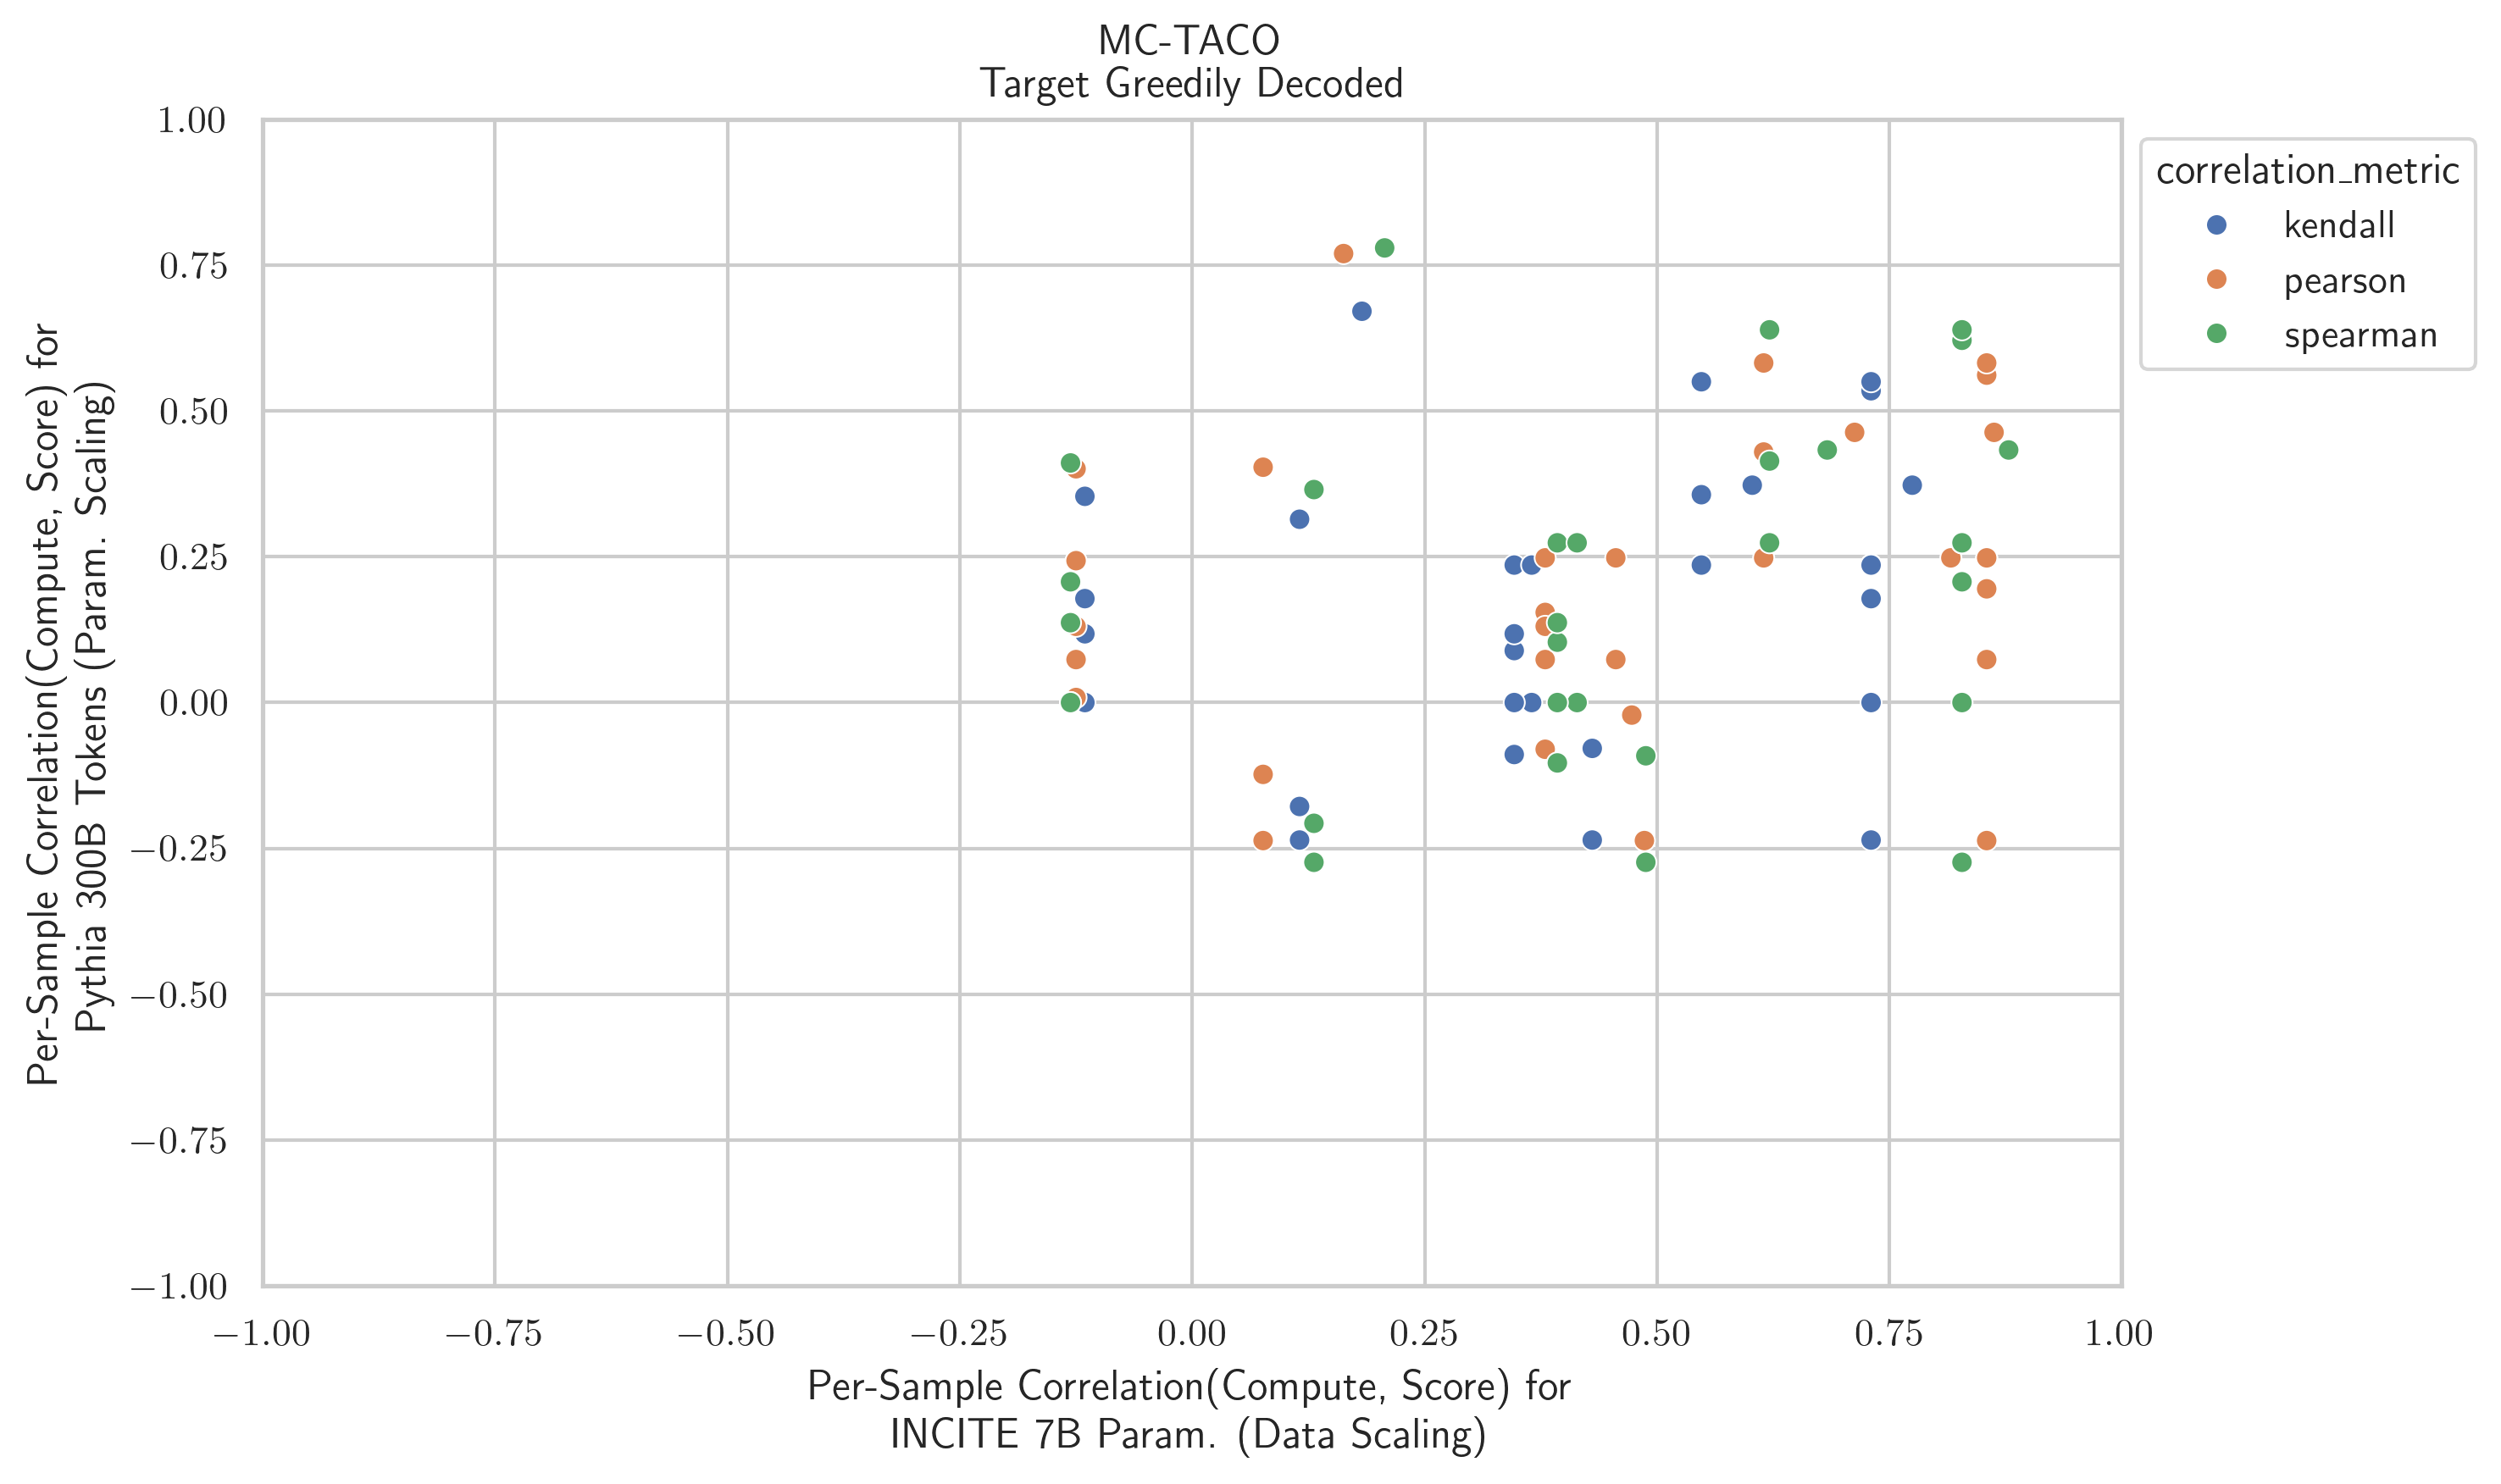 MC-TACO
Target Greedily Decoded
1.00
0.75
0.50
0.25
0.00
−0.25
−0.50
−0.75
−1.00
Per-Sample Correlation(Compute, Score) for
Pythia 300B Tokens (Param. Scaling)
−1.00
−0.75
−0.50
−0.25
0.00
0.25
0.50
0.75
1.00
Per-Sample Correlation(Compute, Score) for
INCITE 7B Param. (Data Scaling)
correlation_metric
kendall
pearson
spearman